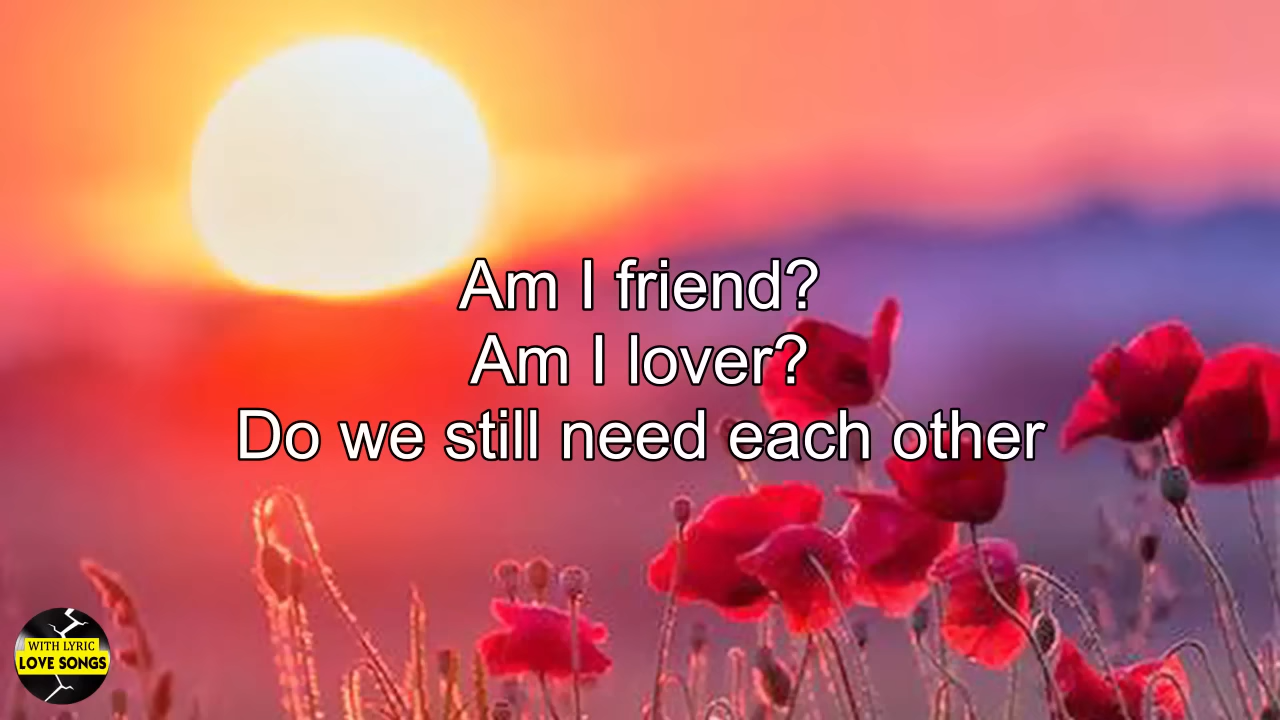 Am I friend?
Am I lover?
Do we still need each other
WITH LYRIC
LOVE SONGS